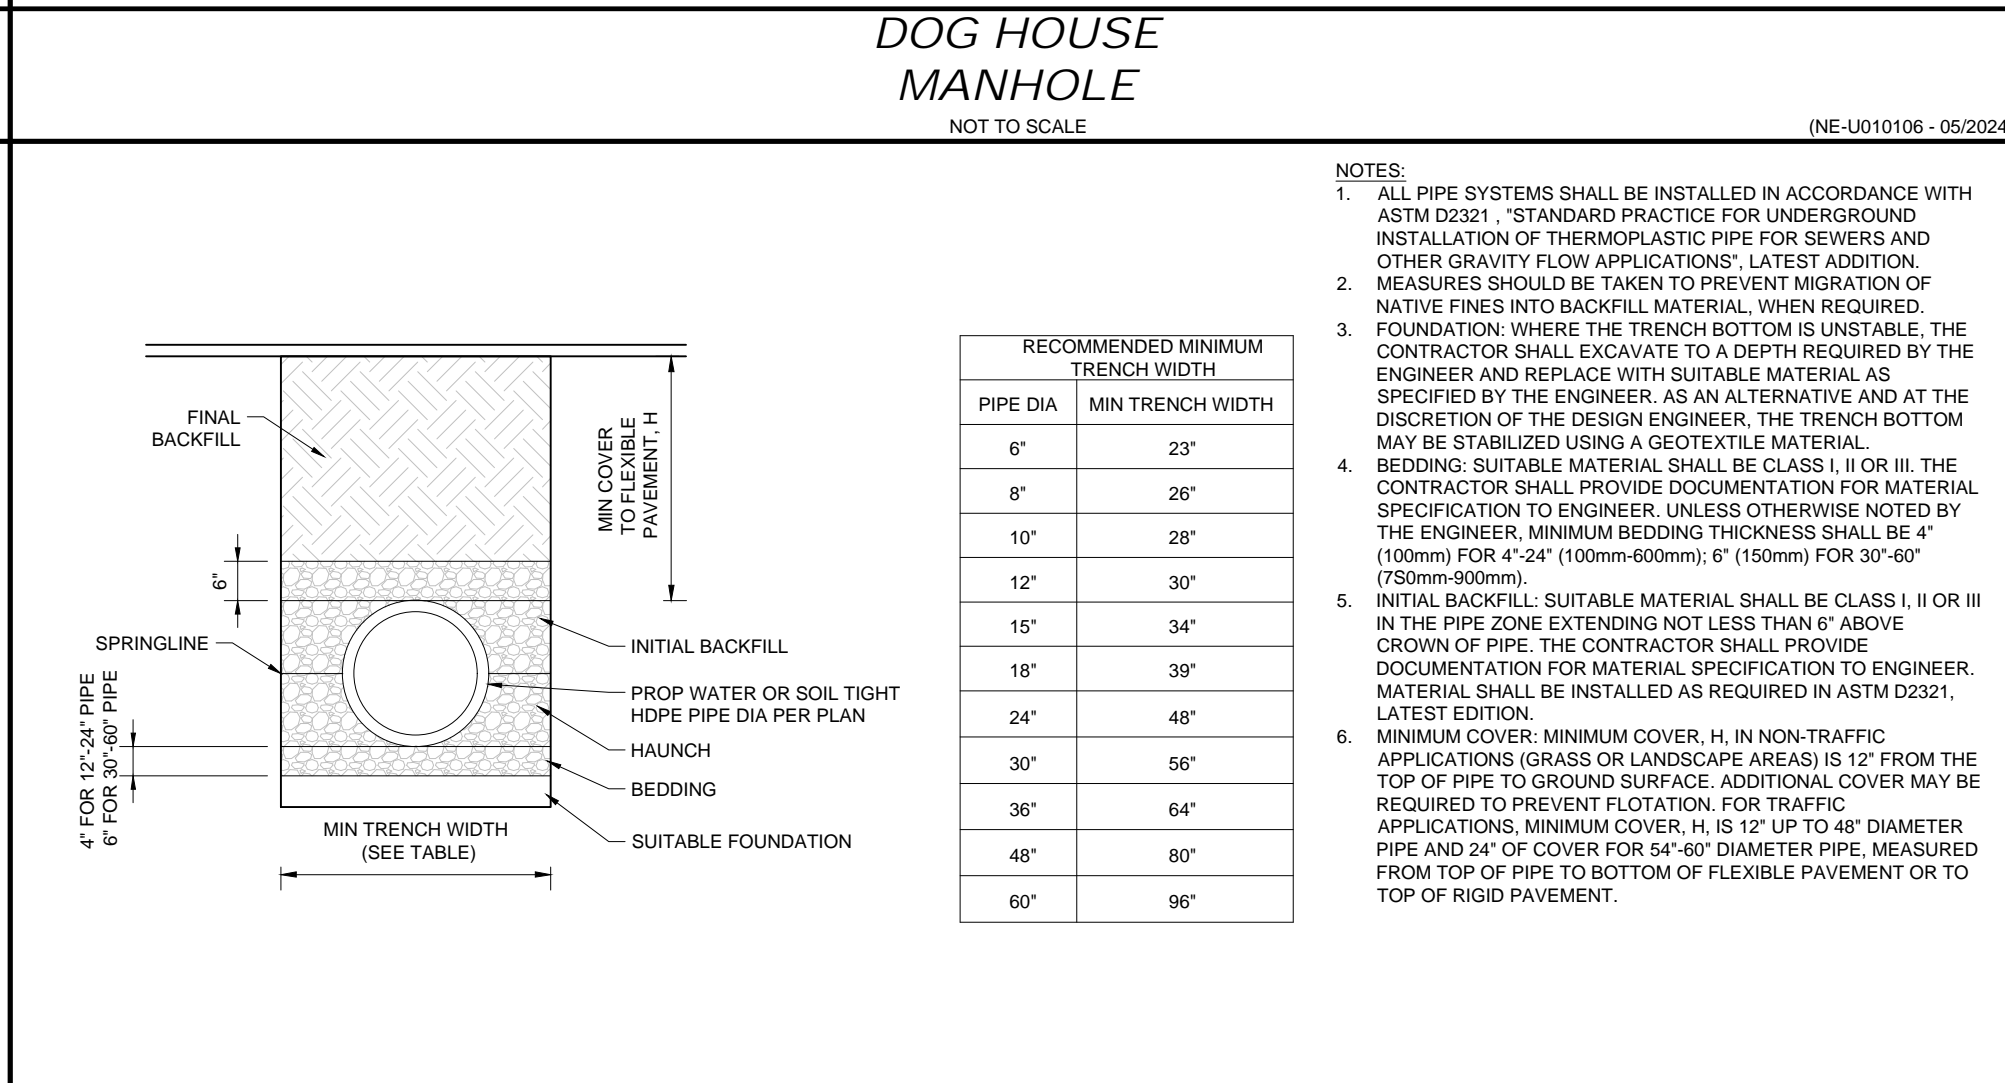 DOG HOUSE
MANHOLE
NOT TO SCALE
(NE-U010106 - 05/2024
FINAL
BACKFILL
MIN COVER
TO FLEXIBLE
PAVEMENT, H
6"
SPRINGLINE
4" FOR 12"-24" PIPE
6" FOR 30"-60" PIPE
INITIAL BACKFILL
PROP WATER OR SOIL TIGHT
HDPE PIPE DIA PER PLAN
HAUNCH
BEDDING
SUITABLE FOUNDATION
MIN TRENCH WIDTH
(SEE TABLE)
RECOMMENDED MINIMUM
TRENCH WIDTH
PIPE DIA MIN TRENCH WIDTH
6" 23"
8" 26"
10" 28"
12" 30"
15" 34"
18" 39"
24" 48"
30" 56"
36" 64"
48" 80"
60" 96"
NOTES:
1. ALL PIPE SYSTEMS SHALL BE INSTALLED IN ACCORDANCE WITH
ASTM D2321 , "STANDARD PRACTICE FOR UNDERGROUND
INSTALLATION OF THERMOPLASTIC PIPE FOR SEWERS AND
OTHER GRAVITY FLOW APPLICATIONS", LATEST ADDITION.
2. MEASURES SHOULD BE TAKEN TO PREVENT MIGRATION OF
NATIVE FINES INTO BACKFILL MATERIAL, WHEN REQUIRED.
3. FOUNDATION: WHERE THE TRENCH BOTTOM IS UNSTABLE, THE
CONTRACTOR SHALL EXCAVATE TO A DEPTH REQUIRED BY THE
ENGINEER AND REPLACE WITH SUITABLE MATERIAL AS
SPECIFIED BY THE ENGINEER. AS AN ALTERNATIVE AND AT THE
DISCRETION OF THE DESIGN ENGINEER, THE TRENCH BOTTOM
MAY BE STABILIZED USING A GEOTEXTILE MATERIAL.
4. BEDDING: SUITABLE MATERIAL SHALL BE CLASS I, II OR III. THE
CONTRACTOR SHALL PROVIDE DOCUMENTATION FOR MATERIAL
SPECIFICATION TO ENGINEER. UNLESS OTHERWISE NOTED BY
THE ENGINEER, MINIMUM BEDDING THICKNESS SHALL BE 4"
(100mm) FOR 4"-24" (100mm-600mm); 6" (150mm) FOR 30"-60"
(7S0mm-900mm).
5. INITIAL BACKFILL: SUITABLE MATERIAL SHALL BE CLASS I, II OR III
IN THE PIPE ZONE EXTENDING NOT LESS THAN 6" ABOVE
CROWN OF PIPE. THE CONTRACTOR SHALL PROVIDE
DOCUMENTATION FOR MATERIAL SPECIFICATION TO ENGINEER.
MATERIAL SHALL BE INSTALLED AS REQUIRED IN ASTM D2321,
LATEST EDITION.
6. MINIMUM COVER: MINIMUM COVER, H, IN NON-TRAFFIC
APPLICATIONS (GRASS OR LANDSCAPE AREAS) IS 12" FROM THE
TOP OF PIPE TO GROUND SURFACE. ADDITIONAL COVER MAY BE
REQUIRED TO PREVENT FLOTATION. FOR TRAFFIC
APPLICATIONS, MINIMUM COVER, H, IS 12" UP TO 48" DIAMETER
PIPE AND 24" OF COVER FOR 54"-60" DIAMETER PIPE, MEASURED
FROM TOP OF PIPE TO BOTTOM OF FLEXIBLE PAVEMENT OR TO
TOP OF RIGID PAVEMENT.